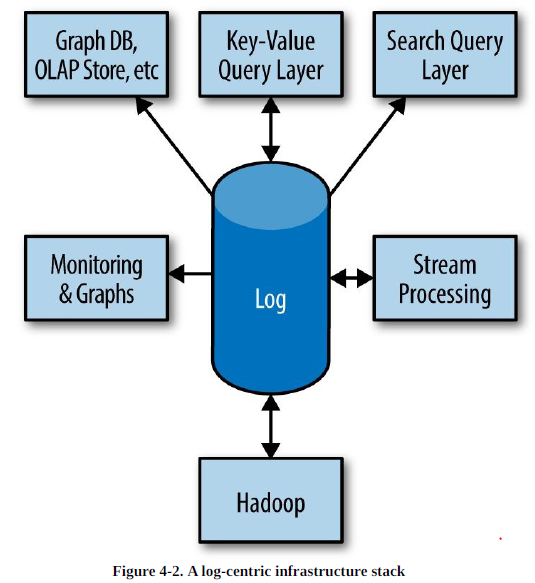 Graph DB,
OLAP Store, etc
Key-Value
Query Layer
Search Query
Layer
Monitoring
& Graphs
Log
Stream
Processing
Hadoop
Figure 4-2. A log-centric infrastructure stack